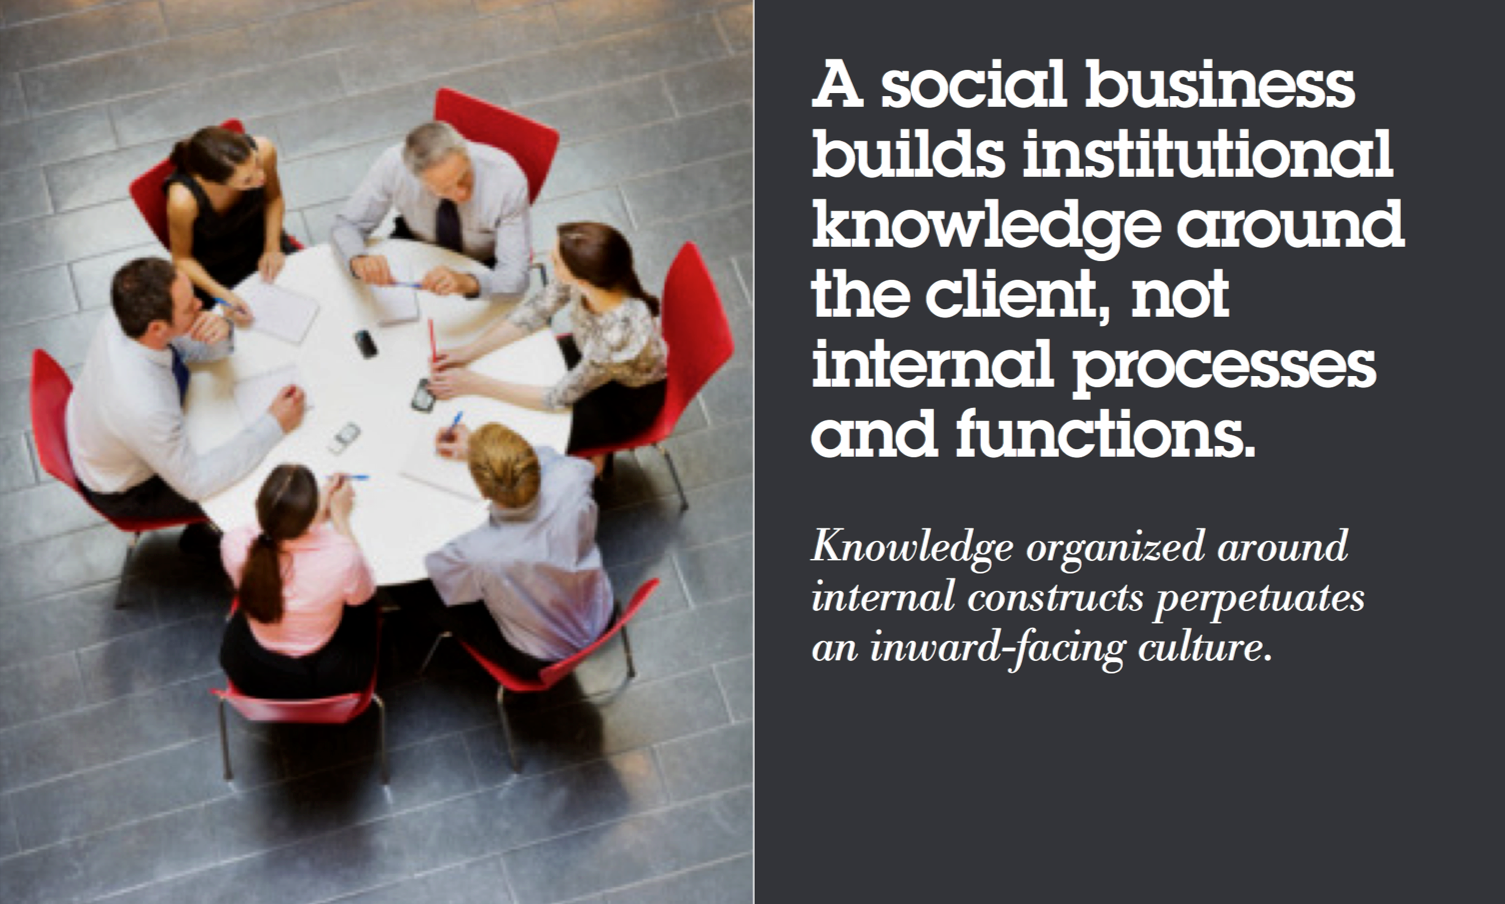 A social business
builds institutional
knowledge around
the client, not
internal processes
and functions.
Knowledge organized around
internal constructs perpetuates
an inward-facing culture.